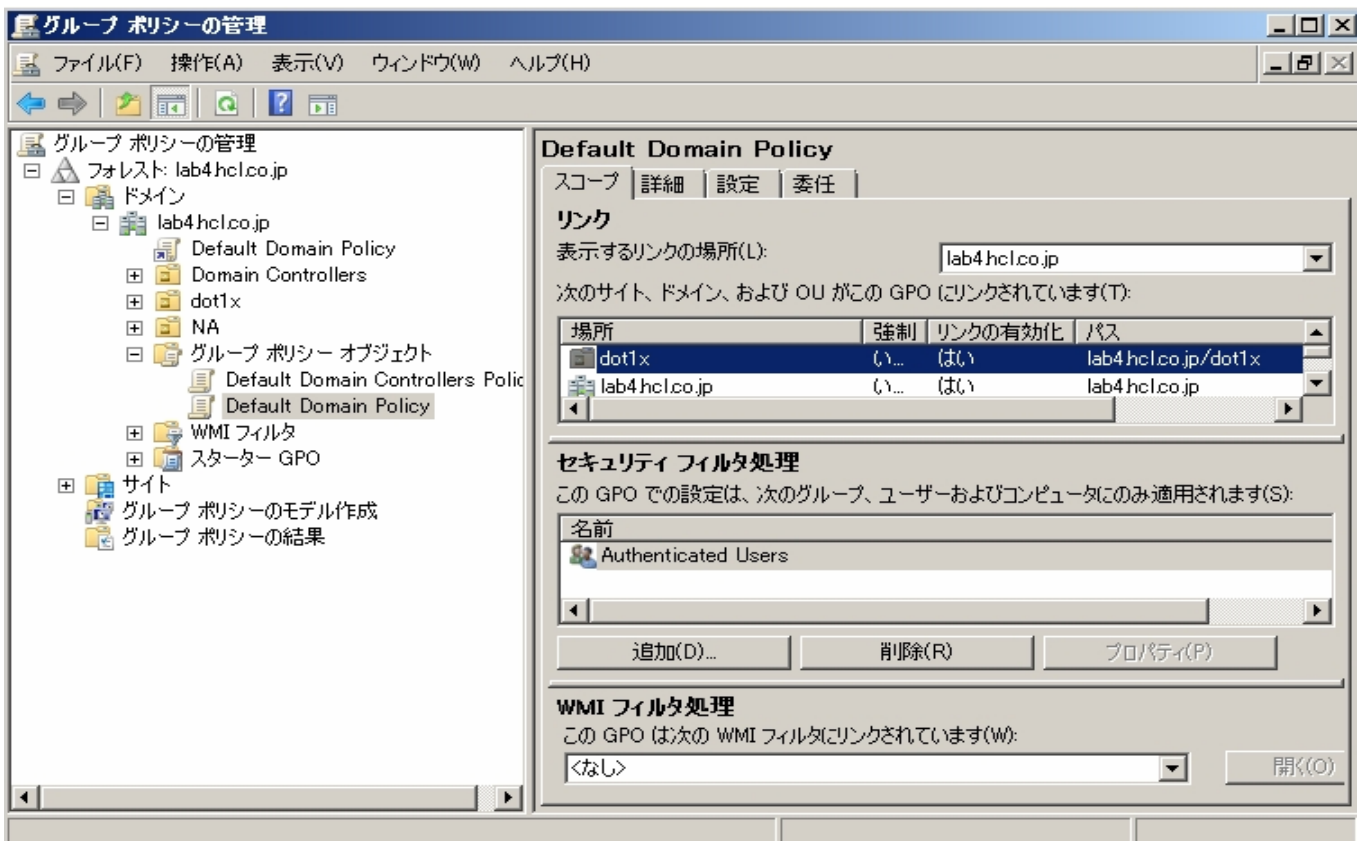 グループ ポリシーの管理
ファイル(F) 操作(A) 表示(V) ウィンドウ(W) ヘルプ(H)
グループ ポリシーの管理
フォレスト: lab4.hcl.co.jp
ドメイン
lab4.hcl.co.jp
Default Domain Policy
Domain Controllers
dot1x
NA
グループ ポリシー オブジェクト
Default Domain Controllers Polic
Default Domain Policy
WMI フィルタ
スターター GPO
サイト
グループ ポリシーのモデル作成
グループ ポリシーの結果
Default Domain Policy
スコープ 詳細 設定 委任
リンク
表示するリンクの場所(L): lab4.hcl.co.jp
次のサイト、ドメイン、および OU がこの GPO にリンクされています(T):
場所 強制 リンクの有効化 パス
dot1x い... はい lab4.hcl.co.jp/dot1x
lab4.hcl.co.jp い... はい lab4.hcl.co.jp
セキュリティ フィルタ処理
この GPO での設定は、次のグループ、ユーザーおよびコンピュータにのみ適用されます(S):
名前
Authenticated Users
追加(D)... 削除(R) プロパティ(P)
WMI フィルタ処理
この GPO は次の WMI フィルタにリンクされています(W):
<なし> 開く(O)